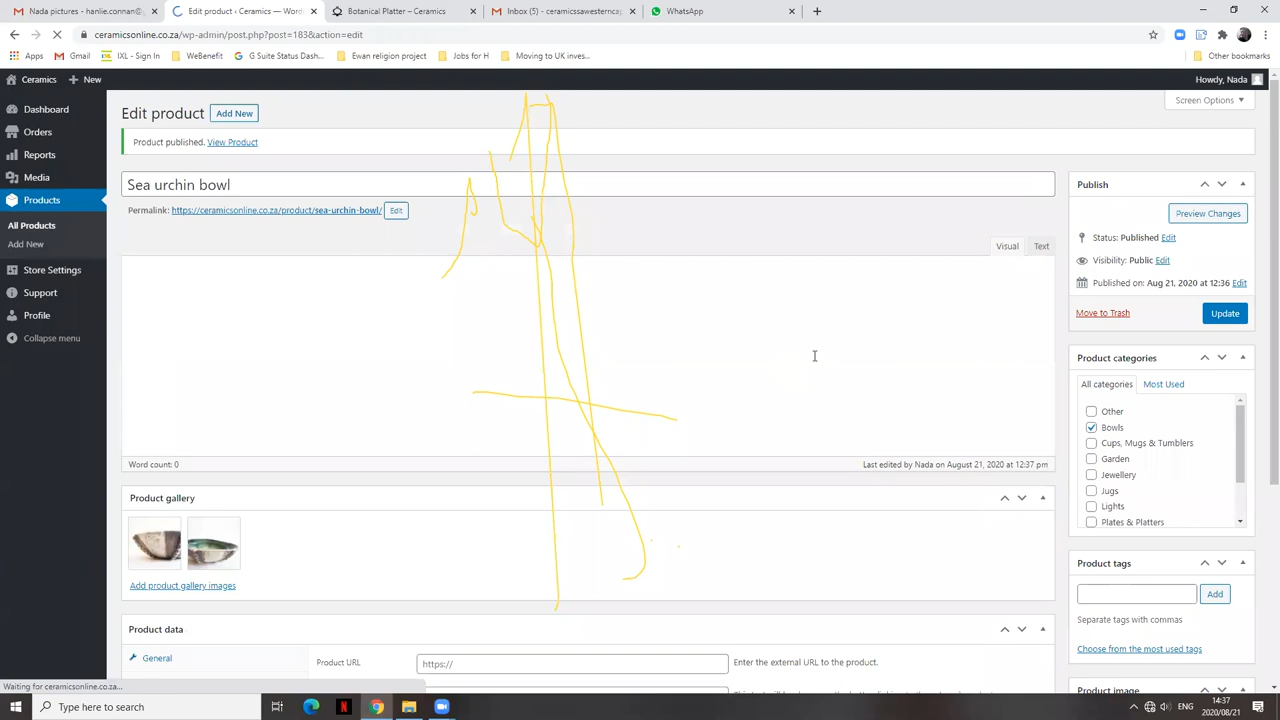 Nada pictures - hanlie.connan@g
Edit product ‹ Ceramics — Word
Botanical Platter – Ceramics
Inbox (5) - ceramicssawesterncap
WhatsApp
ceramicsonline.co.za/wp-admin/post.php?post=183&action=edit
Apps
Gmail
IXL - Sign In
WeBenefit
G Suite Status Dash...
Ewan religion project
Jobs for H
Moving to UK inves...
Other bookmarks
Ceramics
New
Howdy, Nada
Dashboard
Orders
Reports
Media
Products
All Products
Add New
Store Settings
Support
Profile
Collapse menu
Screen Options
Edit product
Add New
Product published. View Product
Sea urchin bowl
Permalink: https://ceramicsonline.co.za/product/sea-urchin-bowl/ Edit
Visual Text
Word count: 0
Last edited by Nada on August 21, 2020 at 12:37 pm
Product gallery
Add product gallery images
Product data
General
Product URL
https://
Enter the external URL to the product.
Publish
Preview Changes
Status: Published Edit
Visibility: Public Edit
Published on: Aug 21, 2020 at 12:36 Edit
Move to Trash
Update
Product categories
All categories Most Used
Other
Bowls
Cups, Mugs & Tumblers
Garden
Jewellery
Jugs
Lights
Plates & Platters
Product tags
Add
Separate tags with commas
Choose from the most used tags
Product image
Waiting for ceramicsonline.co.za...
Type here to search
ENG
14:37
2020/08/21